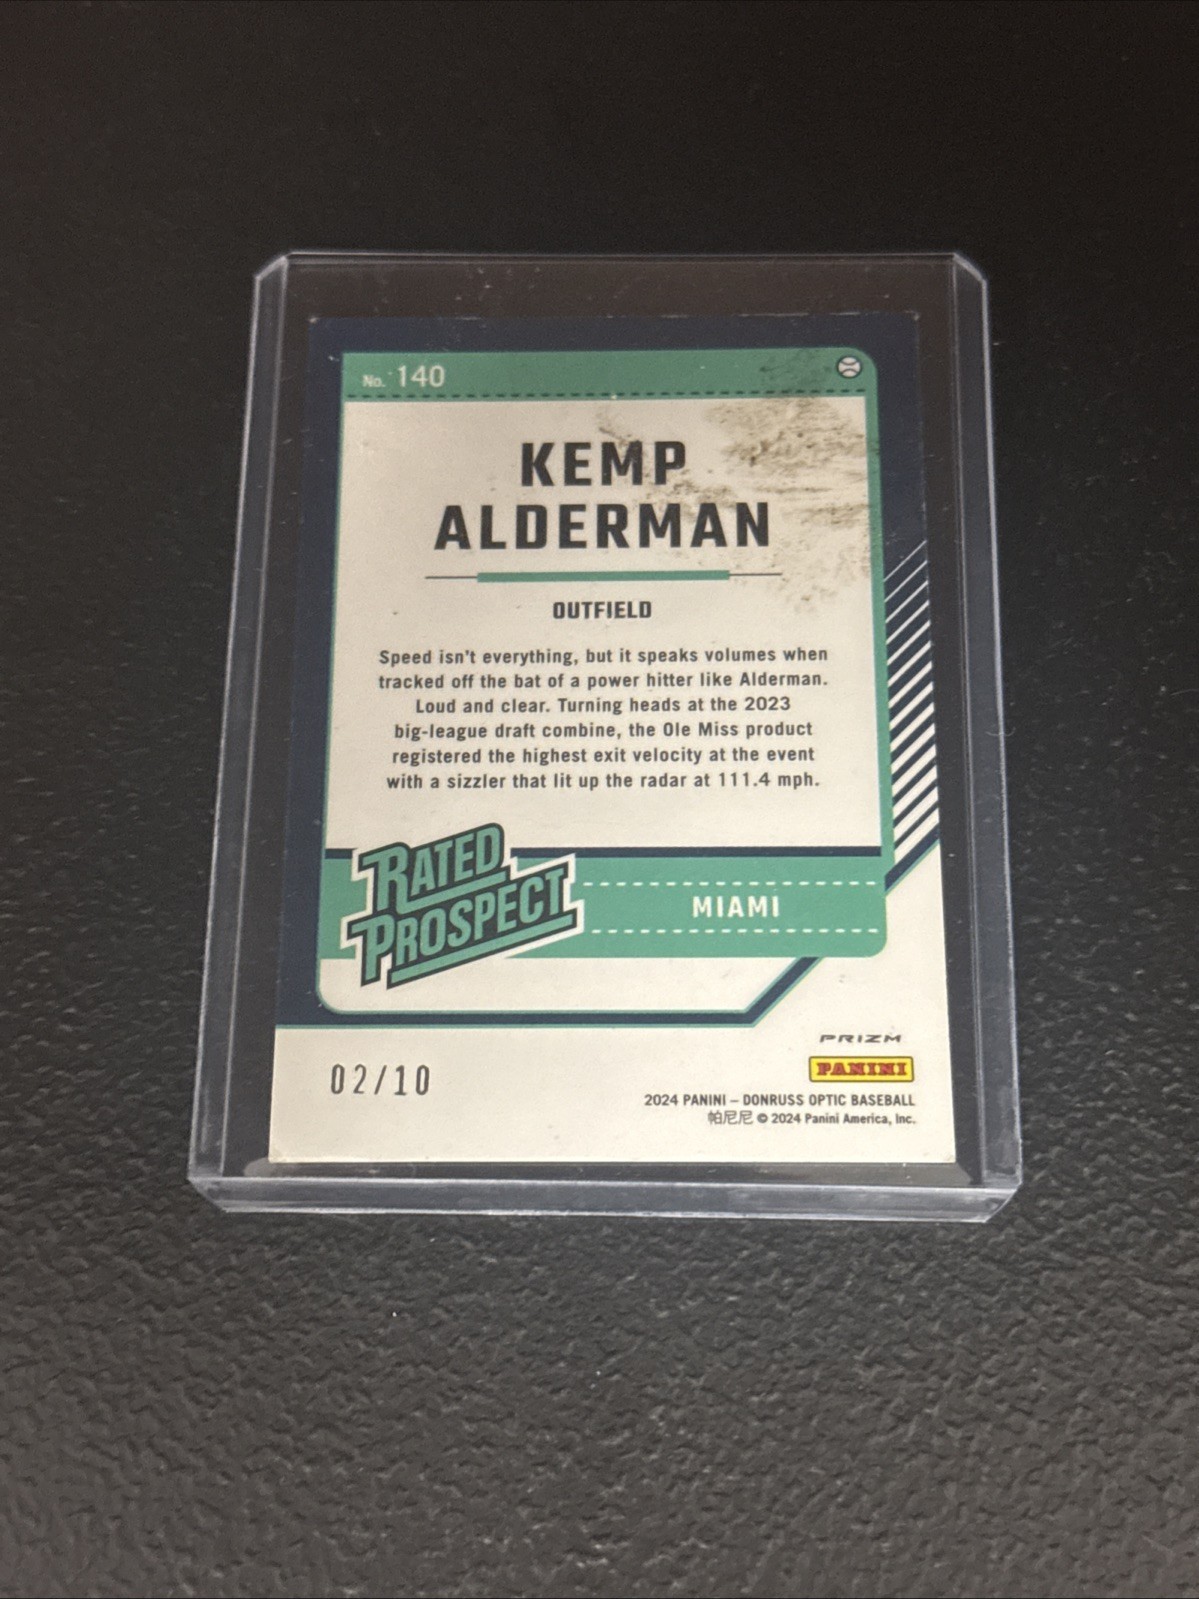 No. 140
KEMP
ALDERMAN
OUTFIELD
Speed isn't everything, but it speaks volumes when
tracked off the bat of a power hitter like Alderman.
Loud and clear. Turning heads at the 2023
big-league draft combine, the Ole Miss product
registered the highest exit velocity at the event
with a sizzler that lit up the radar at 111.4 mph.
RATED
PROSPECT
MIAMI
PRIZM
PANINI
02/10
2024 PANINI – DONRUSS OPTIC BASEBALL
帕尼尼 © 2024 Panini America, Inc.